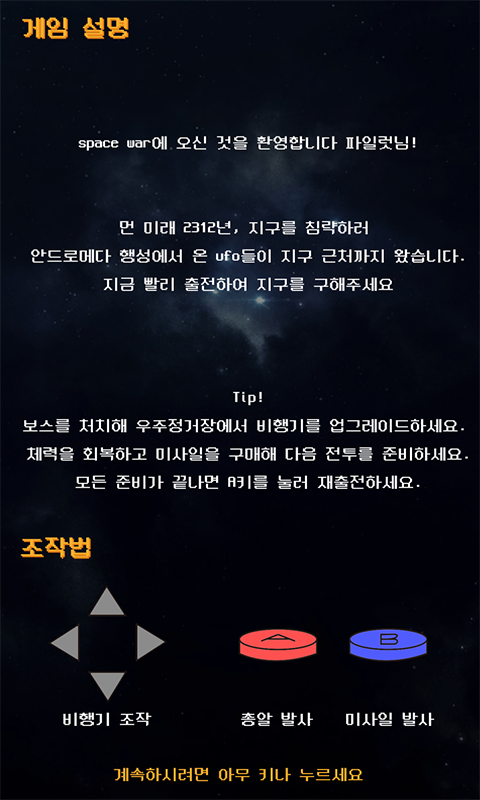 게임 설명
space war에 오신 것을 환영합니다 파일럿님!
먼 미래 2312년, 지구를 침략하러
안드로메다 행성에서 온 ufo들이 지구 근처까지 왔습니다.
지금 빨리 출전하여 지구를 구해주세요
Tip!
보스를 처치해 우주정거장에서 비행기를 업그레이드하세요.
체력을 회복하고 미사일을 구매해 다음 전투를 준비하세요.
모든 준비가 끝나면 A키를 눌러 재출전하세요.
조작법
A B
비행기 조작 총알 발사 미사일 발사
계속하시려면 아무 키나 누르세요